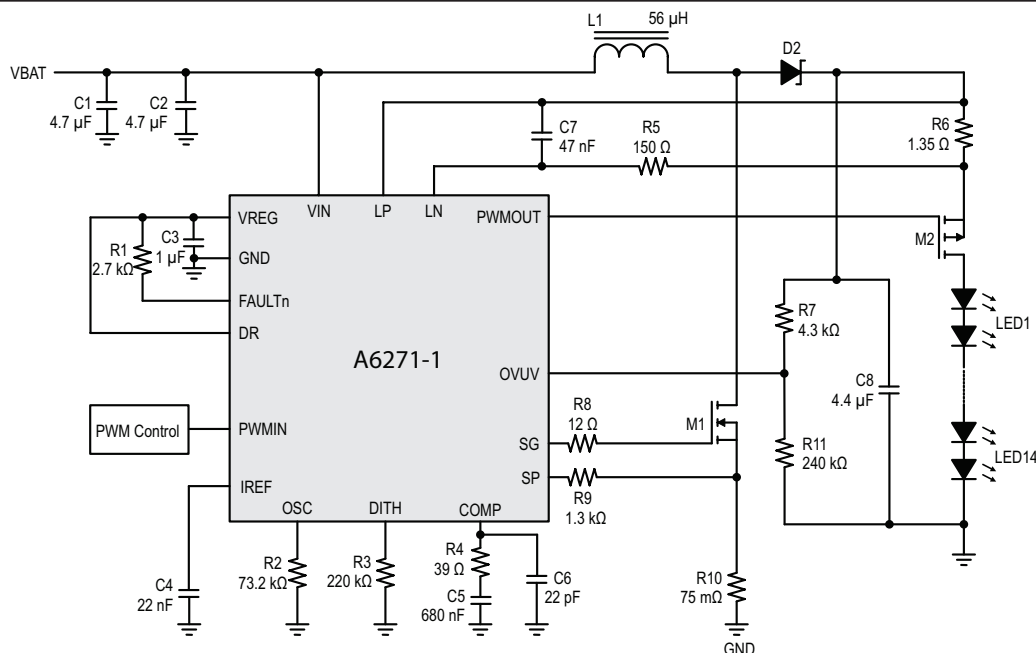 L1
56 µH
D2
VBAT
C1
4.7 µF
C2
4.7 µF
C7
47 nF
R5
150 Ω
R6
1.35 Ω
VREG
VIN
LP
LN
PWMOUT
M2
R1
2.7 kΩ
C3
1 µF
GND
FAULTn
DR
LED1
R7
4.3 kΩ
A6271-1
OVUV
C8
4.4 µF
R8
12 Ω
M1
PWM Control
PWMIN
SG
R11
240 kΩ
LED14
SP
R9
1.3 kΩ
IREF
OSC
DITH
COMP
R2
73.2 kΩ
R3
220 kΩ
R4
39 Ω
C4
22 nF
C5
680 nF
C6
22 pF
R10
75 mΩ
GND